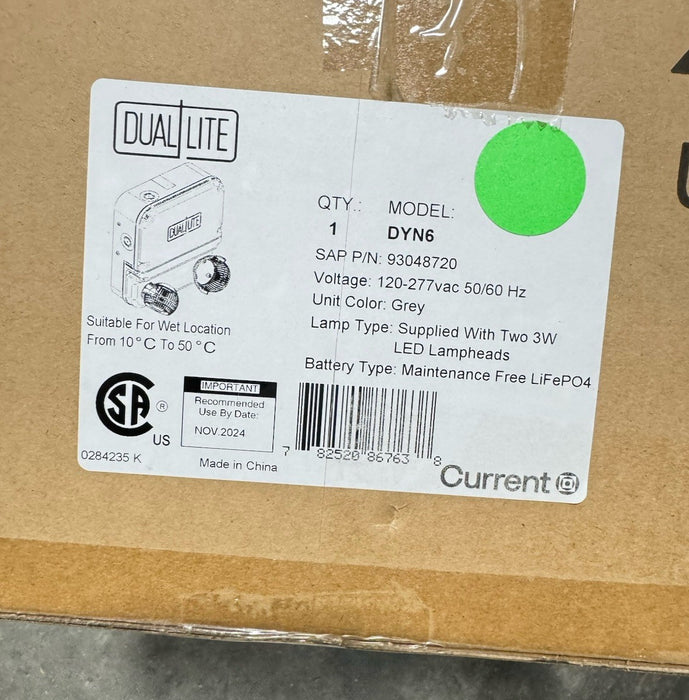 DUAL LITE
DUAL LITE
QTY.: MODEL:
1 DYN6
SAP P/N: 93048720
Voltage: 120-277vac 50/60 Hz
Unit Color: Grey
Lamp Type: Supplied With Two 3W
LED Lampheads
Battery Type: Maintenance Free LiFePO4
Suitable For Wet Location
From 10°C To 50°C
SA ® US
IMPORTANT
Recommended
Use By Date:
NOV.2024
0284235 K
Made in China
7 82520 86763 8
Current